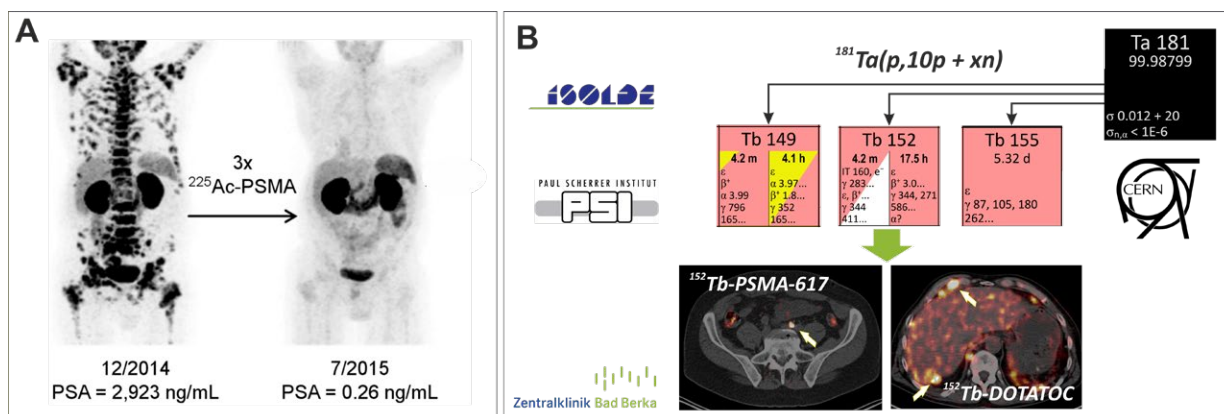 A
3x
²²⁵Ac-PSMA
12/2014
PSA = 2,923 ng/mL
7/2015
PSA = 0.26 ng/mL
B
ISOLDE
PAUL SCHERRER INSTITUT
PSI
Zentralklinik Bad Berka
¹⁸¹Ta(p,10p + xn)
Ta 181
99.98799
σ 0.012 + 20
σn,α < 1E-6
CERN
Tb 149
4.2 m
ε
β⁺
α 3.99
γ 796
165...
4.1 h
ε
α 3.97...
β⁺ 1.8...
γ 352
165...
Tb 152
4.2 m
IT 160, e⁻
γ 283...
ε, β⁺...
γ 344
411...
17.5 h
ε
β⁺ 3.0...
γ 344, 271
586...
α?
Tb 155
5.32 d
ε
γ 87, 105, 180
262...
¹⁵²Tb-PSMA-617
¹⁵²Tb-DOTATOC